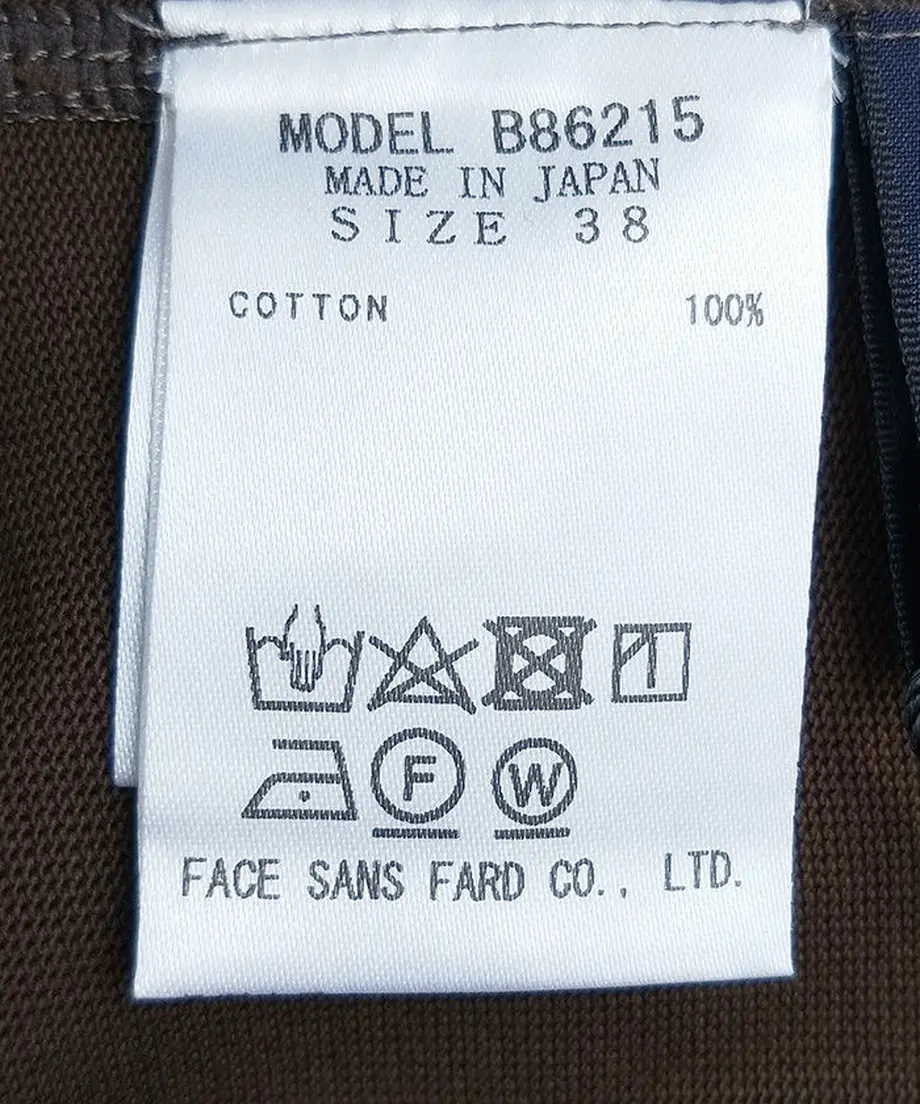 MODEL B86215
MADE IN JAPAN
SIZE 38
COTTON 100%
F W
FACE SANS FARD CO., LTD.